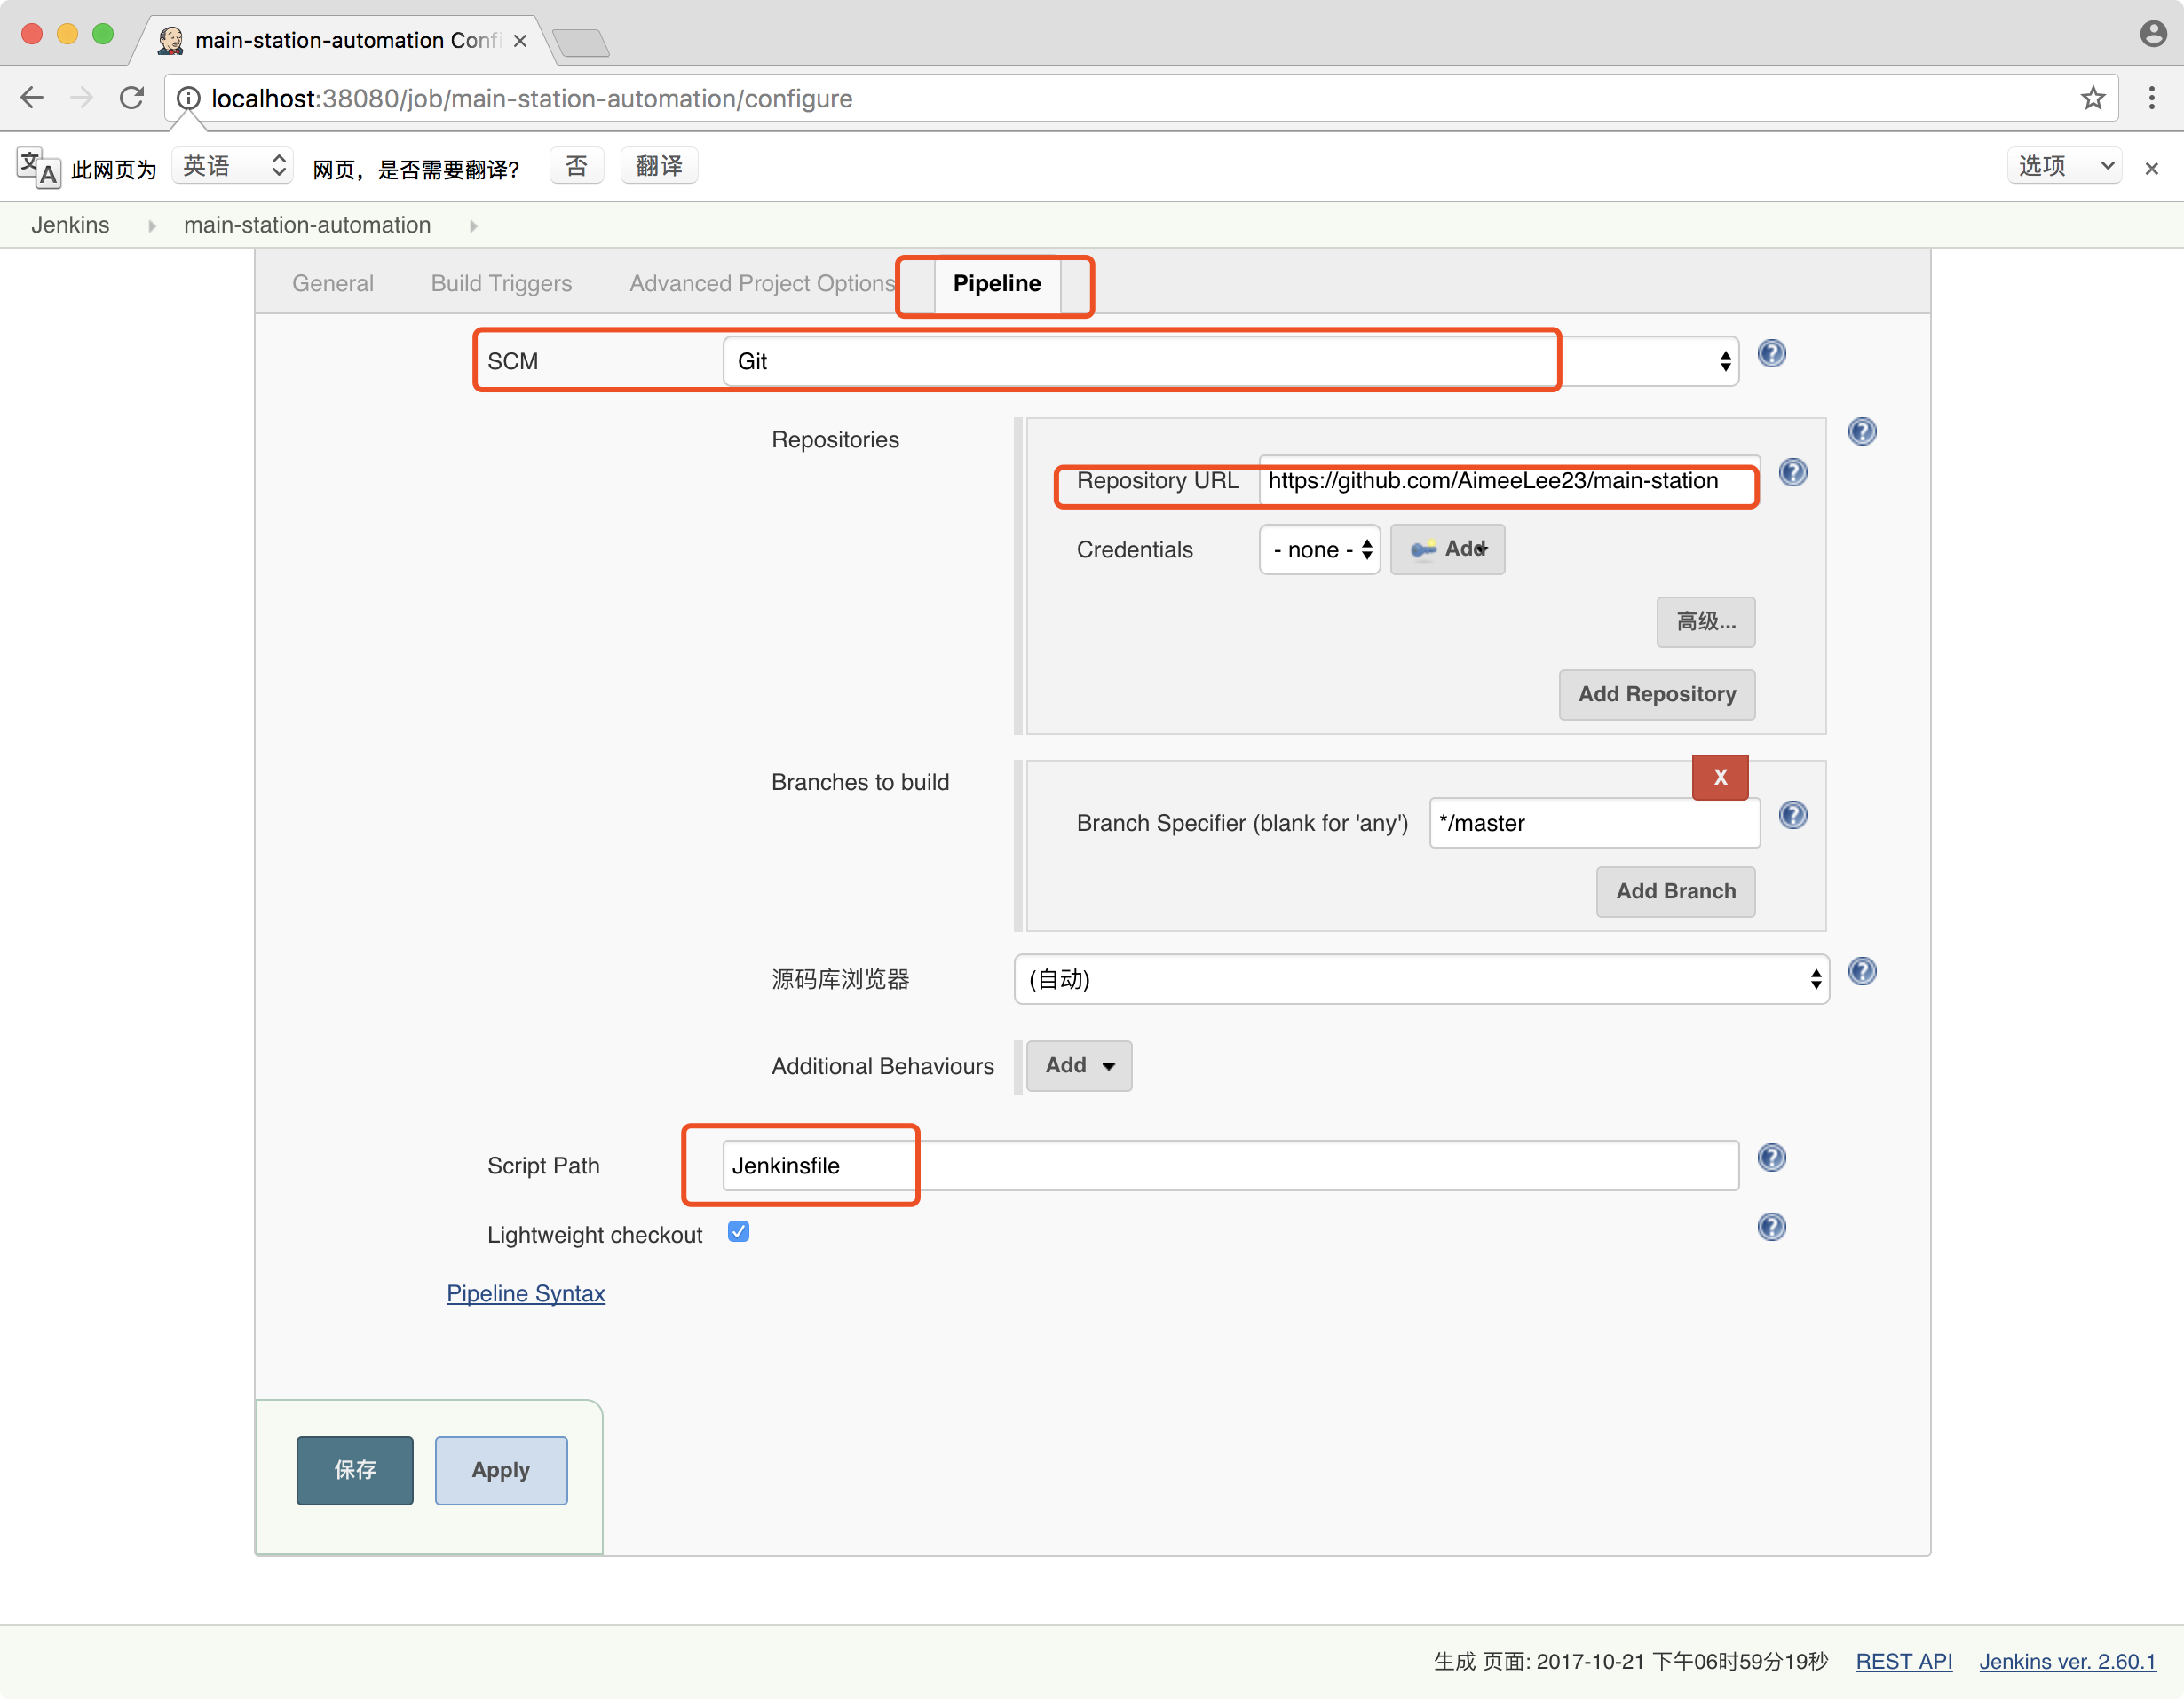 main-station-automation Confi
localhost:38080/job/main-station-automation/configure
文A 此网页为 英语 网页，是否需要翻译？ 否 翻译 选项
Jenkins main-station-automation
General Build Triggers Advanced Project Options Pipeline
SCM Git
Repositories
Repository URL https://github.com/AimeeLee23/main-station
Credentials - none - Add
高级...
Add Repository
Branches to build
X
Branch Specifier (blank for 'any') */master
Add Branch
源码库浏览器 (自动)
Additional Behaviours Add
Script Path Jenkinsfile
Lightweight checkout
Pipeline Syntax
保存 Apply
生成 页面: 2017-10-21 下午06时59分19秒 REST API Jenkins ver. 2.60.1